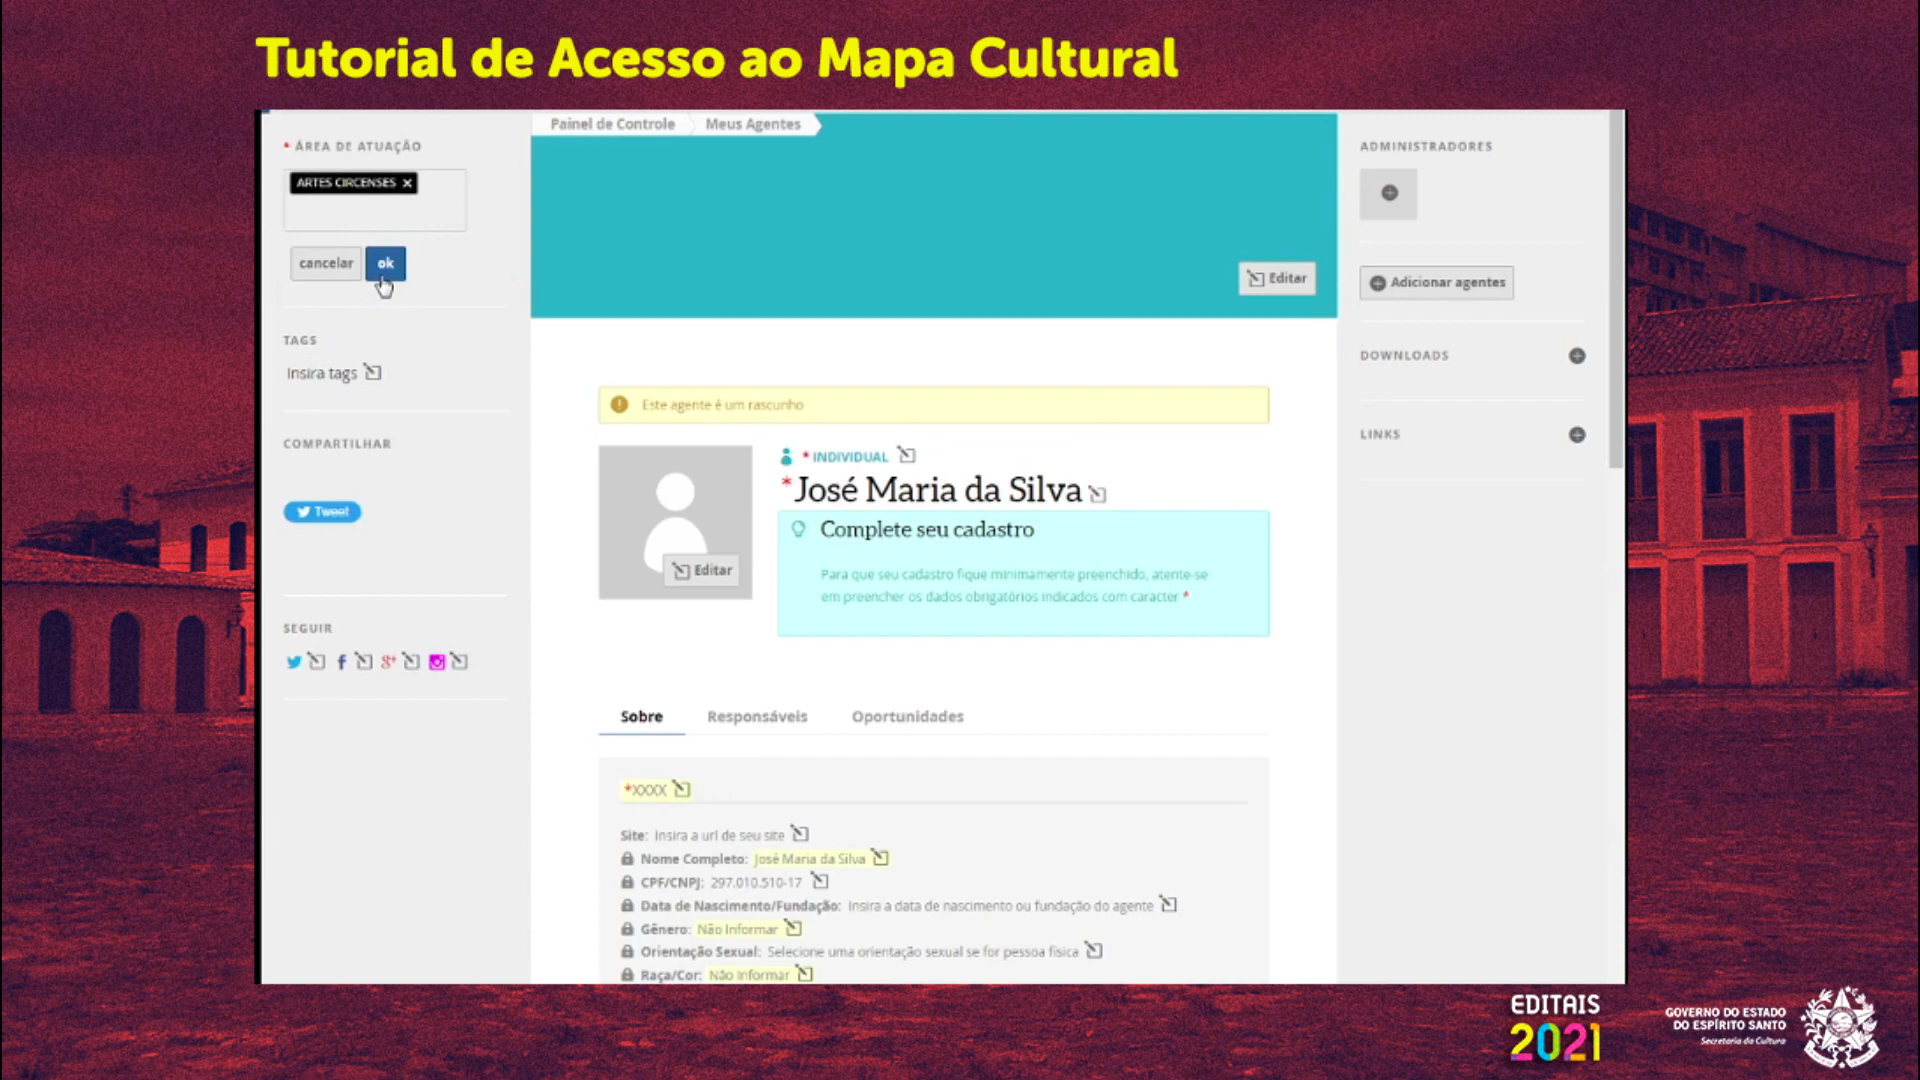 Tutorial de Acesso ao Mapa Cultural
Painel de Controle
Meus Agentes
* ÁREA DE ATUAÇÃO
ARTES CIRCENSES ×
cancelar
ok
TAGS
Insira tags
COMPARTILHAR
Tweet
SEGUIR
Editar
Este agente é um rascunho
* INDIVIDUAL
*José Maria da Silva
Complete seu cadastro
Para que seu cadastro fique minimamente preenchido, atente-se
em preencher os dados obrigatórios indicados com caracter *
Editar
Sobre
Responsáveis
Oportunidades
*XXXX
Site: Insira a url de seu site
Nome Completo: José Maria da Silva
CPF/CNPJ: 297.010.510-17
Data de Nascimento/Fundação: Insira a data de nascimento ou fundação do agente
Gênero: Não Informar
Orientação Sexual: Selecione uma orientação sexual se for pessoa física
Raça/Cor: Não Informar
ADMINISTRADORES
Adicionar agentes
DOWNLOADS
LINKS
EDITAIS
2021
GOVERNO DO ESTADO
DO ESPÍRITO SANTO
Secretaria da Cultura